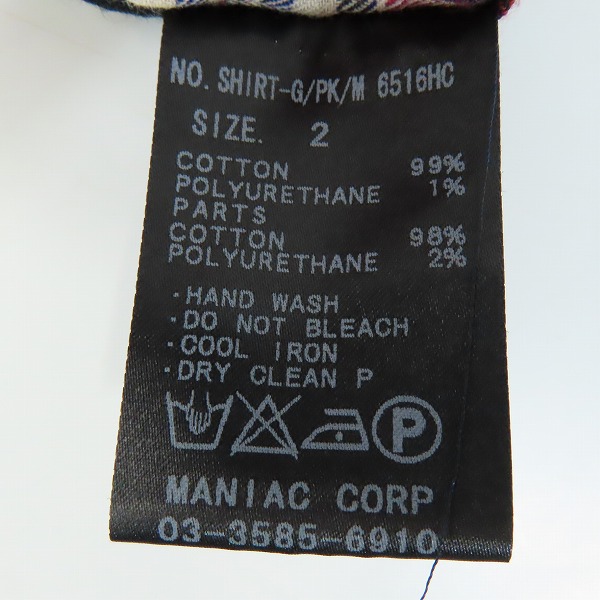 NO. SHIRT-G/PK/M 6516HC
SIZE. 2
COTTON 99%
POLYURETHANE 1%
PARTS
COTTON 98%
POLYURETHANE 2%
・HAND WASH
・DO NOT BLEACH
・COOL IRON
・DRY CLEAN P
P
MANIAC CORP
03-3585-6910